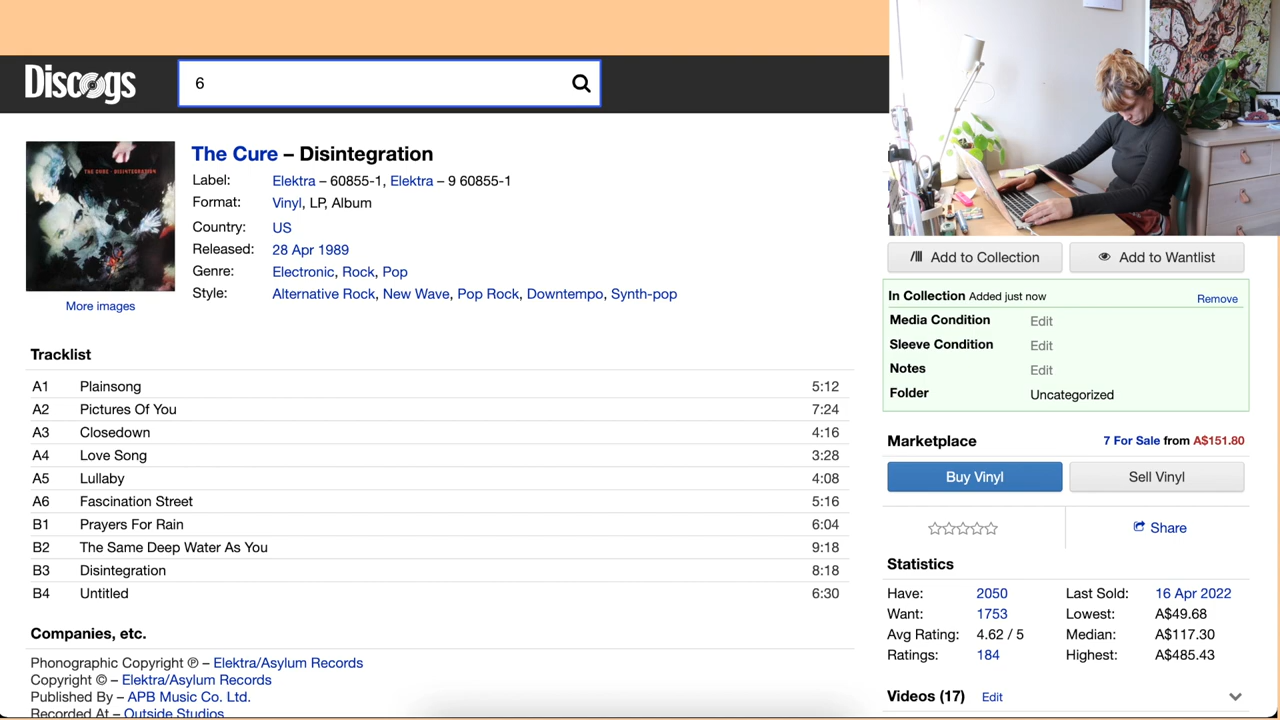 Discogs
6
THE CURE · DISINTEGRATION
The Cure – Disintegration
Label: Elektra – 60855-1, Elektra – 9 60855-1
Format: Vinyl, LP, Album
Country: US
Released: 28 Apr 1989
Genre: Electronic, Rock, Pop
Style: Alternative Rock, New Wave, Pop Rock, Downtempo, Synth-pop
More images
Tracklist
A1 Plainsong 5:12
A2 Pictures Of You 7:24
A3 Closedown 4:16
A4 Love Song 3:28
A5 Lullaby 4:08
A6 Fascination Street 5:16
B1 Prayers For Rain 6:04
B2 The Same Deep Water As You 9:18
B3 Disintegration 8:18
B4 Untitled 6:30
Companies, etc.
Phonographic Copyright ℗ – Elektra/Asylum Records
Copyright © – Elektra/Asylum Records
Published By – APB Music Co. Ltd.
Recorded At – Outside Studios
Add to Collection
Add to Wantlist
In Collection Added just now Remove
Media Condition Edit
Sleeve Condition Edit
Notes Edit
Folder Uncategorized
Marketplace 7 For Sale from A$151.80
Buy Vinyl
Sell Vinyl
Share
Statistics
Have: 2050 Last Sold: 16 Apr 2022
Want: 1753 Lowest: A$49.68
Avg Rating: 4.62 / 5 Median: A$117.30
Ratings: 184 Highest: A$485.43
Videos (17) Edit